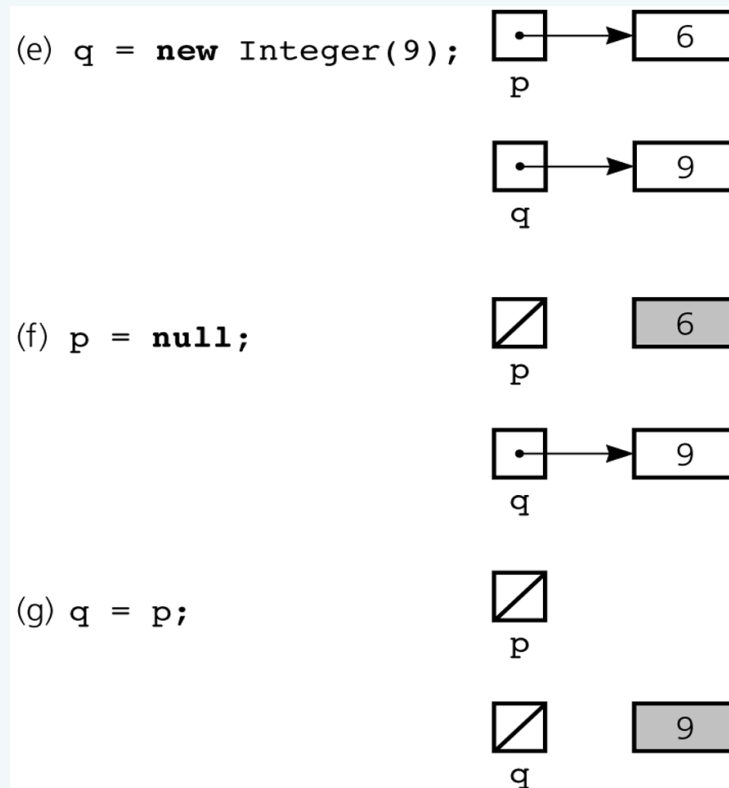 (e) q = new Integer(9);
6
p
9
q
(f) p = null;
6
p
9
q
(g) q = p;
p
9
q